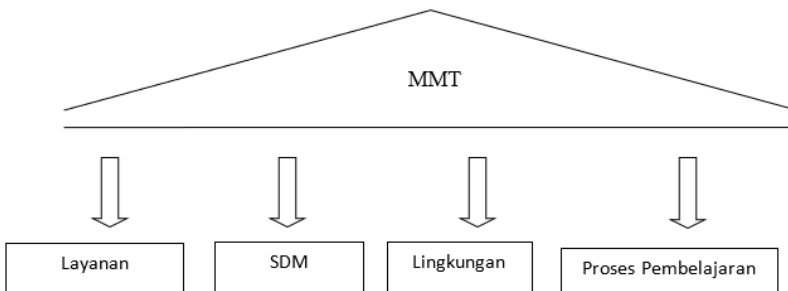 MMT
Layanan
SDM
Lingkungan
Proses Pembelajaran